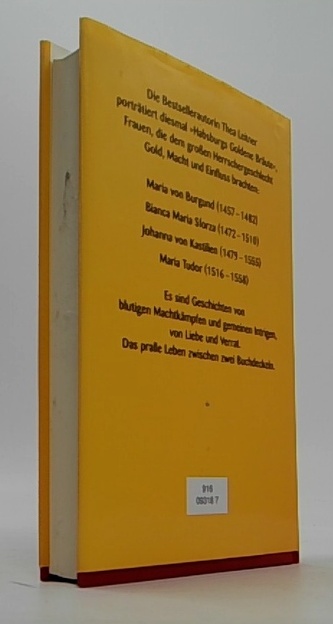 Die Bestsellerautorin Thea Leitner
porträtiert diesmal »Habsburgs Goldene Bräute«,
Frauen, die dem großen Herrschergeschlecht
Gold, Macht und Einfluss brachten:
Maria von Burgund (1457–1482)
Bianca Maria Sforza (1472–1510)
Johanna von Kastilien (1479–1555)
Maria Tudor (1516–1558)
Es sind Geschichten von
blutigen Machtkämpfen und gemeinen Intrigen,
von Liebe und Verrat.
Das pralle Leben zwischen zwei Buchdeckeln.
916
09318 7